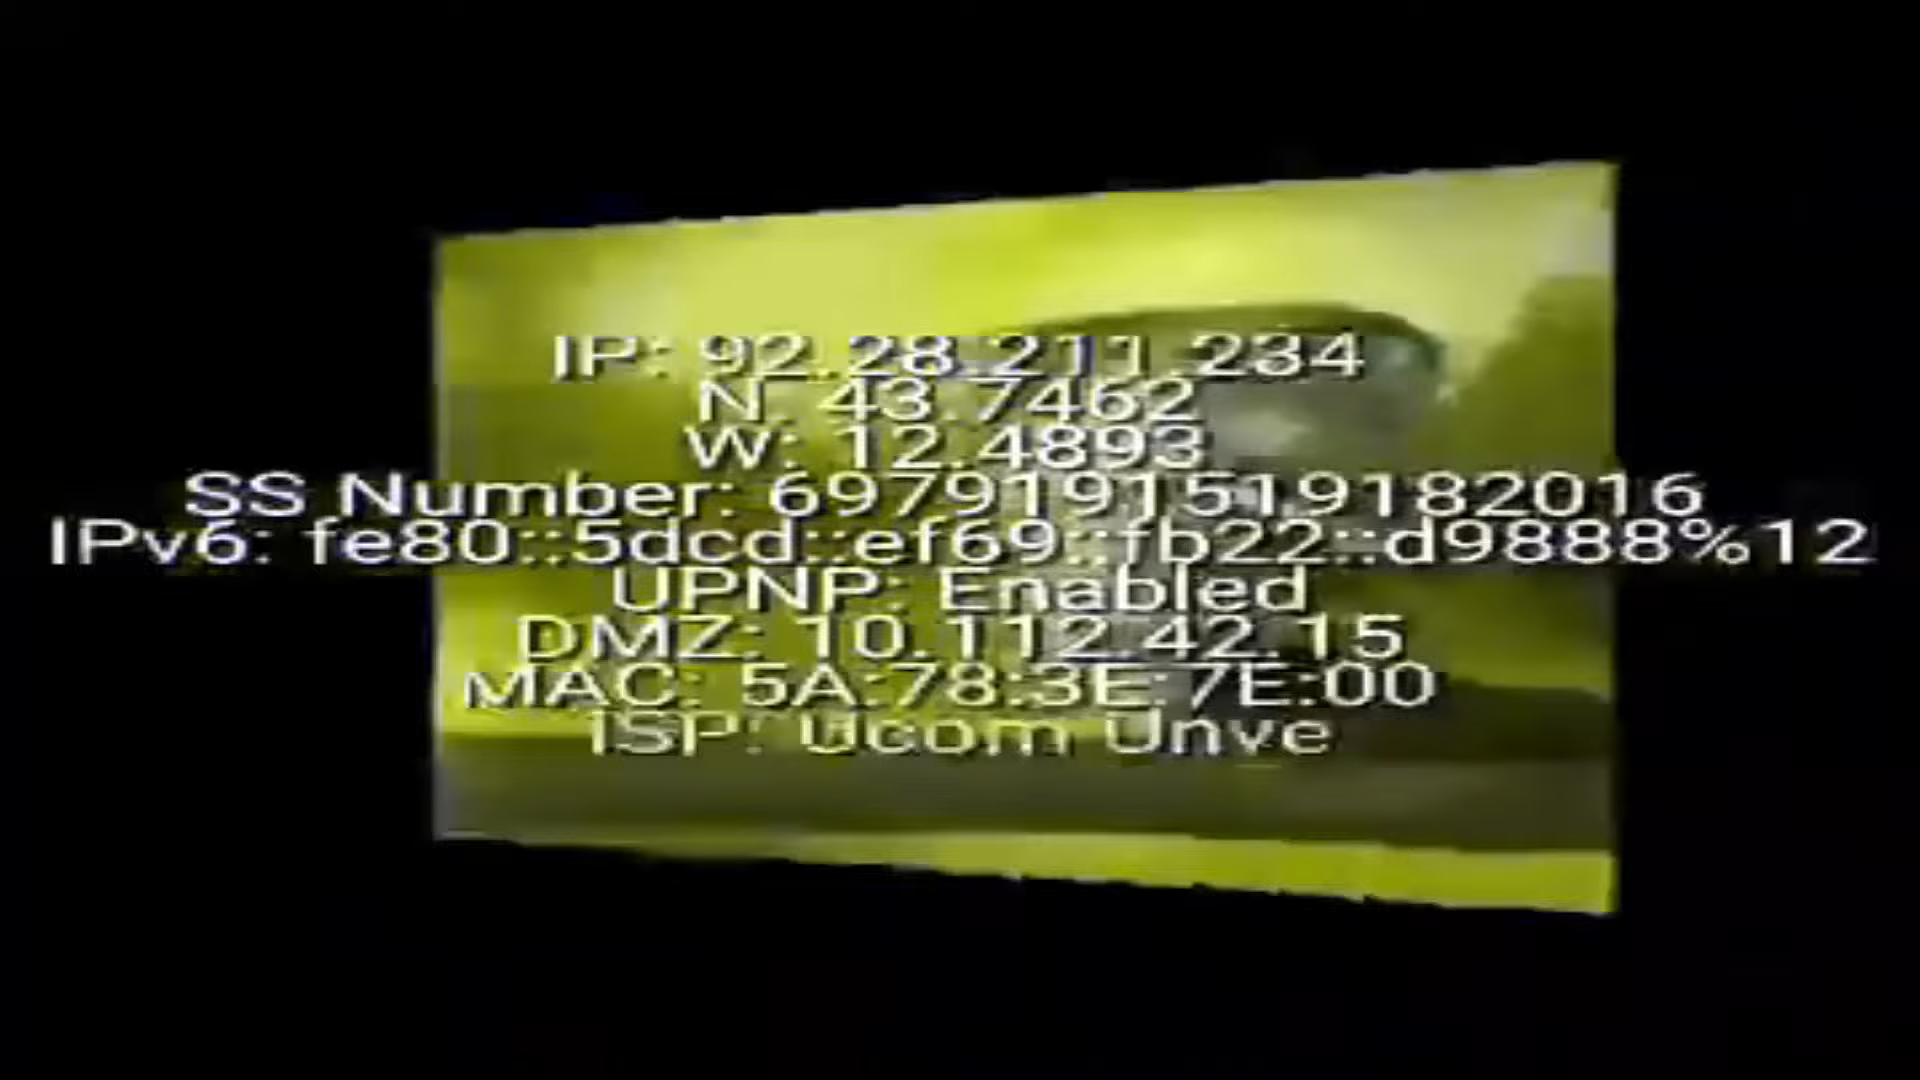 IP: 92.28.211.234
N: 43.7462
W: 12.4893
SS Number: 6979191519182016
IPv6: fe80::5dcd::ef69::fb22::d9888%12
UPNP: Enabled
DMZ: 10.112.42.15
MAC: 5A:78:3E:7E:00
ISP: Ucom Unve